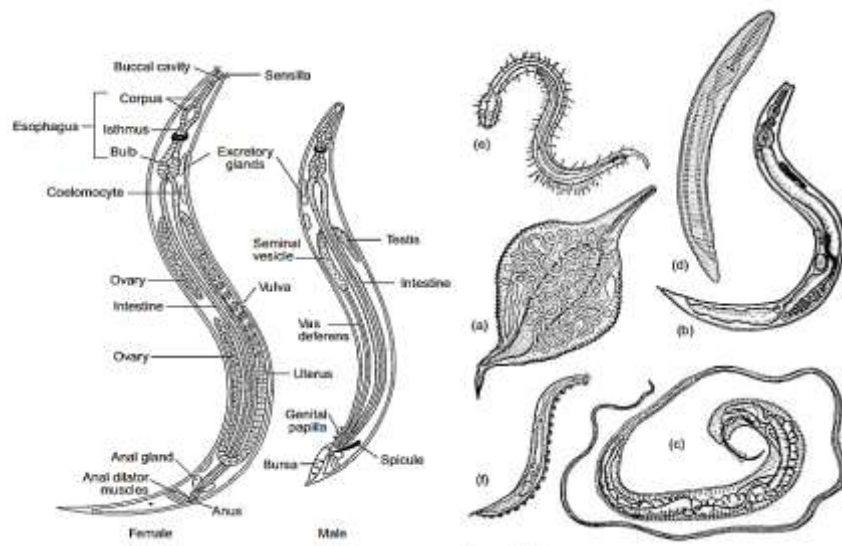 Buccal cavity
Sensilla
Corpus
Esophagus
Isthmus
Bulb
Excretory
glands
Coelomocyte
Seminal
vesicle
Testis
Ovary
Vulva
Intestine
Intestine
Vas
deferens
Ovary
Uterus
Genital
papilla
Anal gland
Bursa
Spicule
Anal dilator
muscles
Anus
Female
Male
(e)
(d)
(a)
(b)
(c)
(f)